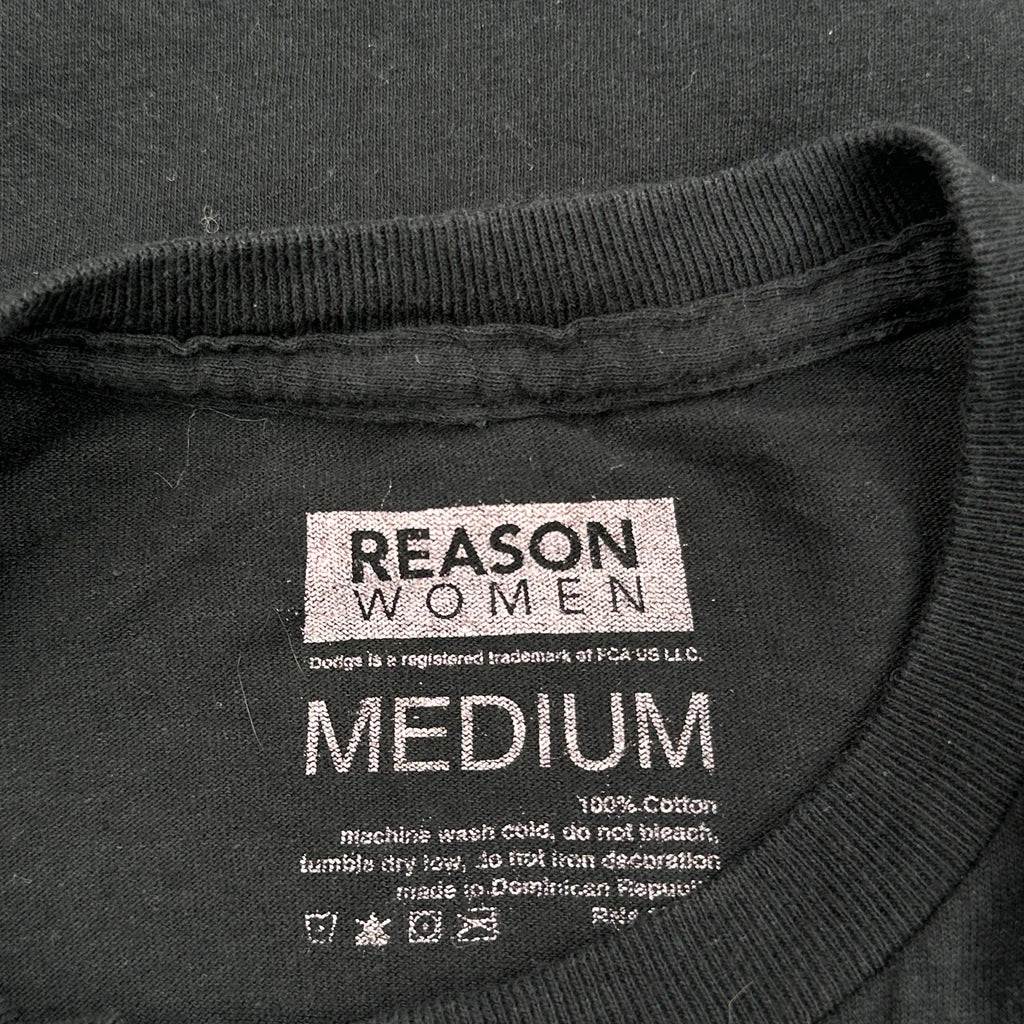 REASON
WOMEN
Dodge is a registered trademark of FCA US LLC.
MEDIUM
100% Cotton
machine wash cold, do not bleach,
tumble dry low, do not iron decoration
made in Dominican Republic